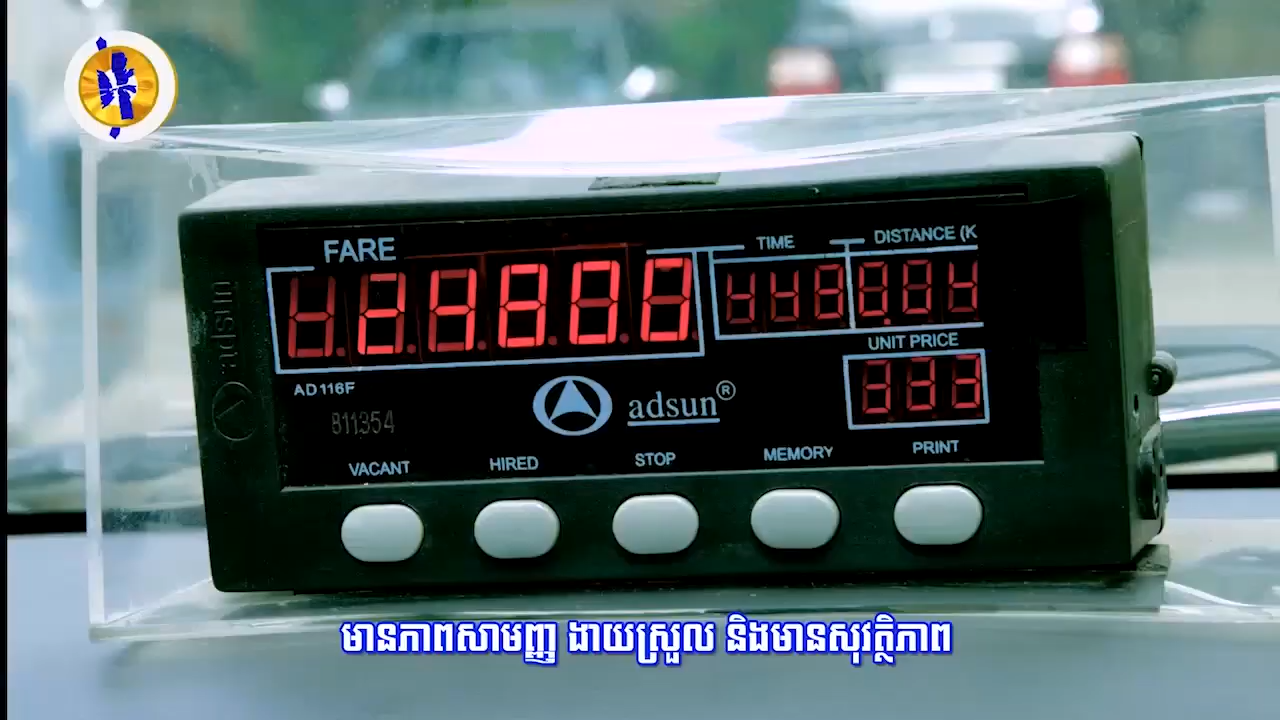 FARE
TIME
DISTANCE (K
UNIT PRICE
adsun
AD116F
811354
adsun®
VACANT
HIRED
STOP
MEMORY
PRINT
មានភាពសាមញ្ញ ងាយស្រួល និងមានសុវត្ថិភាព